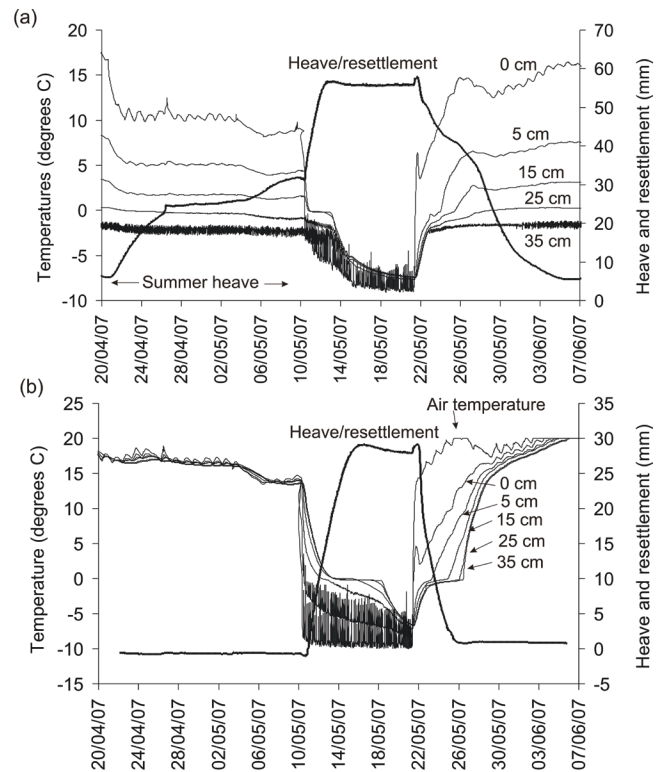 (a)
20
15
10
5
0
-5
-10
Temperatures (degrees C)
70
60
50
40
30
20
10
0
Heave and resettlement (mm)
Heave/resettlement
0 cm
5 cm
15 cm
25 cm
35 cm
Summer heave
20/04/07
24/04/07
28/04/07
02/05/07
06/05/07
10/05/07
14/05/07
18/05/07
22/05/07
26/05/07
30/05/07
03/06/07
07/06/07
(b)
25
20
15
10
5
0
-5
-10
-15
Temperature (degrees C)
35
30
25
20
15
10
5
0
-5
Heave and resettlement (mm)
Air temperature
Heave/resettlement
0 cm
5 cm
15 cm
25 cm
35 cm
20/04/07
24/04/07
28/04/07
02/05/07
06/05/07
10/05/07
14/05/07
18/05/07
22/05/07
26/05/07
30/05/07
03/06/07
07/06/07